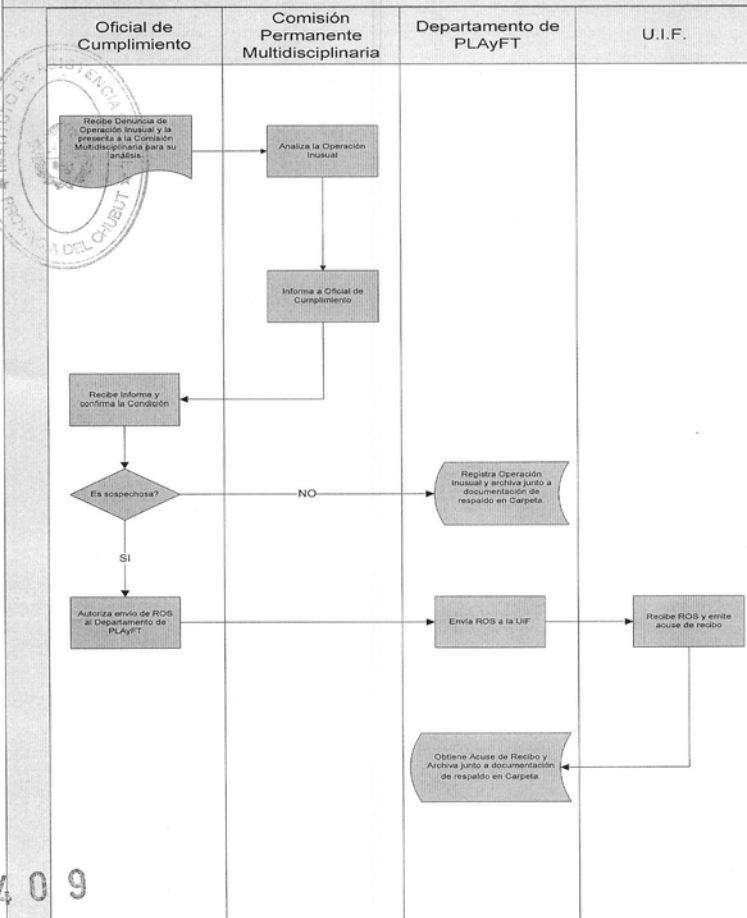 Oficial de
Cumplimiento
Comisión
Permanente
Multidisciplinaria
Departamento de
PLAyFT
U.I.F.
Recibe Denuncia de
Operación Inusual y la
presenta a la Comisión
Multidisciplinaria para su
análisis.
Analiza la Operación
Inusual
Informa a Oficial de
Cumplimiento
Recibe Informe y
confirma la Condición
Es sospechosa?
NO
Registra Operación
Inusual y archiva junto a
documentación de
respaldo en Carpeta.
SI
Autoriza envío de ROS
al Departamento de
PLAyFT
Envía ROS a la UIF
Recibe ROS y emite
acuse de recibo
Obtiene Acuse de Recibo y
Archiva junto a documentación
de respaldo en Carpeta.
PROVINCIA DEL CHUBUT
409